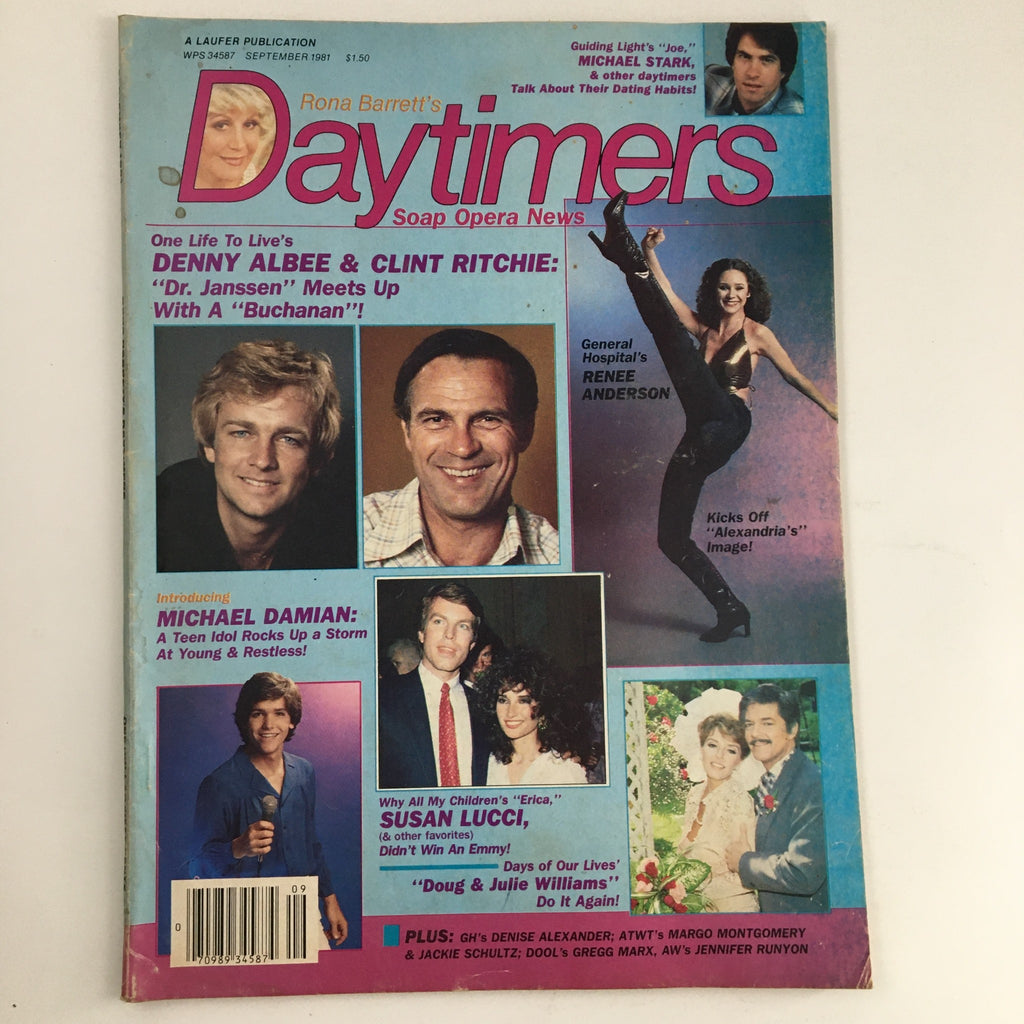 A LAUFER PUBLICATION
WPS 34587 SEPTEMBER 1981 $1.50
Guiding Light's "Joe,"
MICHAEL STARK,
& other daytimers
Talk About Their Dating Habits!
Rona Barrett's
Daytimers
Soap Opera News
One Life To Live's
DENNY ALBEE & CLINT RITCHIE:
"Dr. Janssen" Meets Up
With A "Buchanan"!
General
Hospital's
RENEE
ANDERSON
Kicks Off
"Alexandria's"
Image!
Introducing
MICHAEL DAMIAN:
A Teen Idol Rocks Up a Storm
At Young & Restless!
Why All My Children's "Erica,"
SUSAN LUCCI,
(& other favorites)
Didn't Win An Emmy!
Days of Our Lives'
"Doug & Julie Williams"
Do It Again!
09
0
70989 34587
PLUS: GH's DENISE ALEXANDER; ATWT's MARGO MONTGOMERY
& JACKIE SCHULTZ; DOOL's GREGG MARX, AW's JENNIFER RUNYON